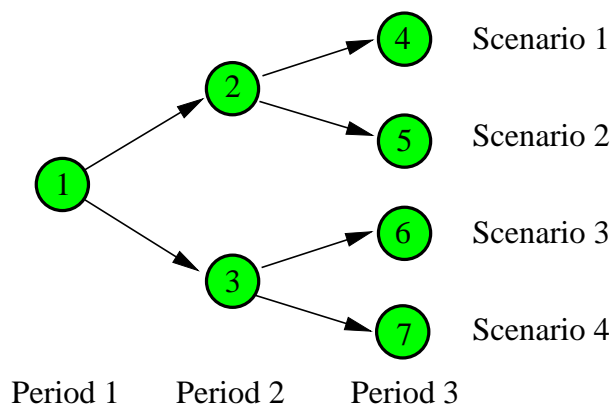 4 Scenario 1
2
5 Scenario 2
1
6 Scenario 3
3
7 Scenario 4
Period 1 Period 2 Period 3